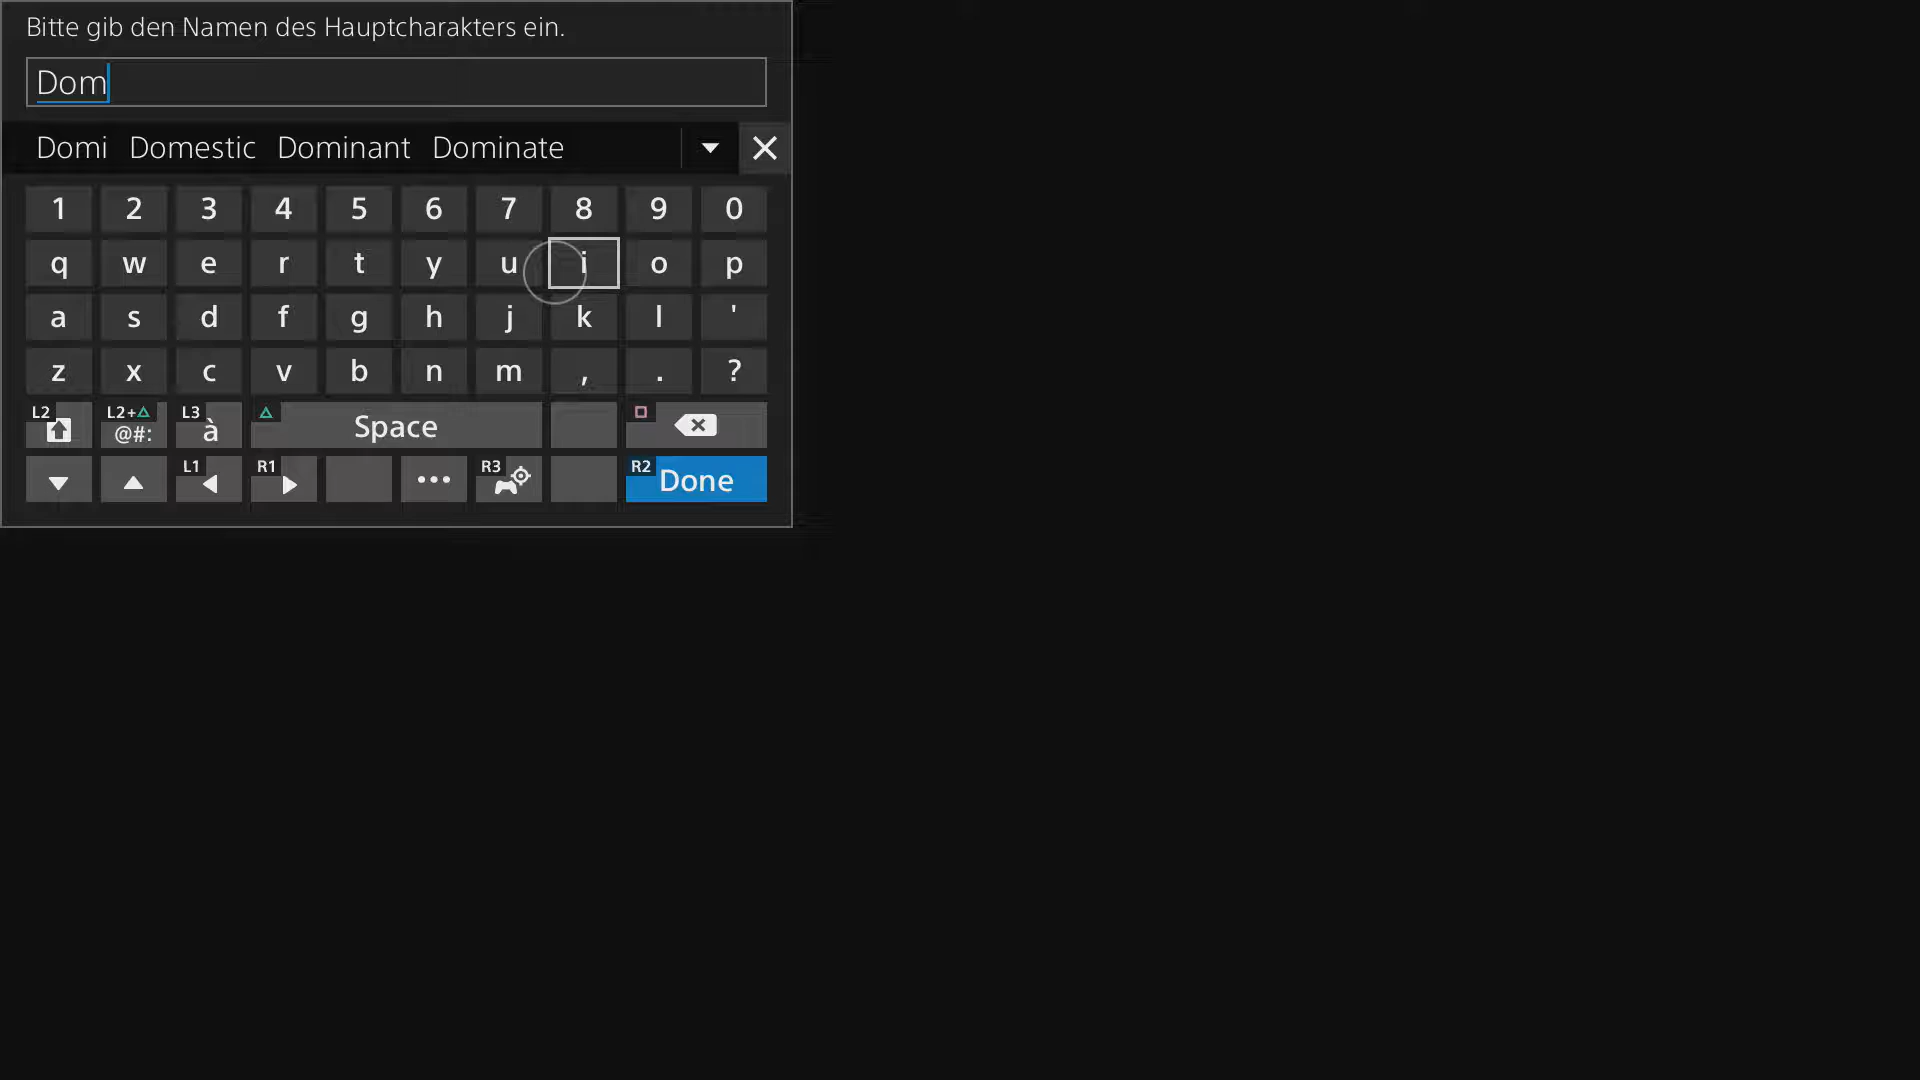 Bitte gib den Namen des Hauptcharakters ein.
Dom
Domi Domestic Dominant Dominate
1 2 3 4 5 6 7 8 9 0
q w e r t y u i o p
a s d f g h j k l '
z x c v b n m , . ?
L2 L2+△ @#: L3 à △ Space □
L1 R1 ... R3 R2 Done